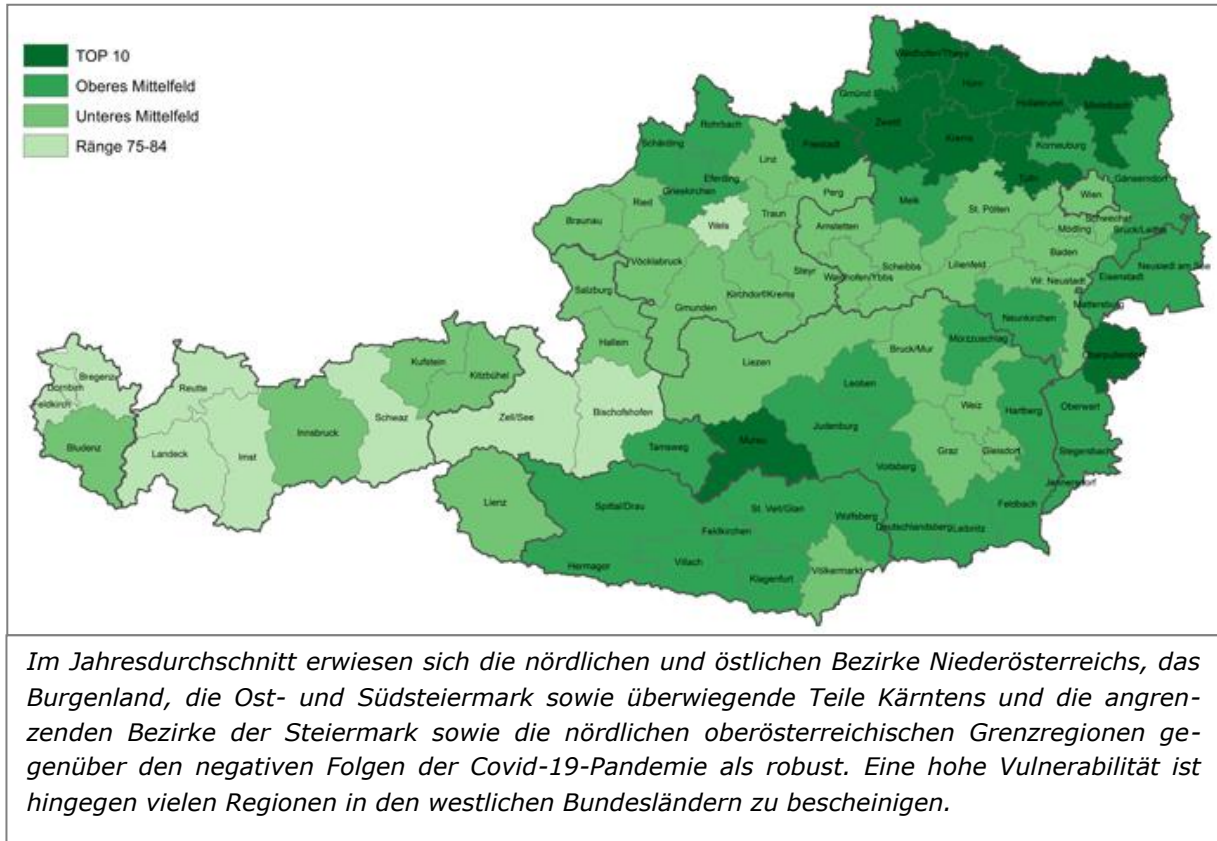 TOP 10
Oberes Mittelfeld
Unteres Mittelfeld
Ränge 75-84
Waidhofen/Thaya
Gmünd
Horn
Hollabrunn
Mistelbach
Zwettl
Krems
Korneuburg
Rohrbach
Schärding
Freistadt
Linz
Tulln
Gänserndorf
Eferding
Grieskirchen
Perg
Melk
St. Pölten
Wien
Ried
Wels
Traun
Amstetten
Schwechat
Mödling
Bruck/Leitha
Braunau
Baden
Vöcklabruck
Steyr
Waidhofen/Ybbs
Scheibbs
Lilienfeld
Eisenstadt
Neusiedl am See
Salzburg
Gmunden
Kirchdorf/Krems
Wr. Neustadt
Mattersburg
Neunkirchen
Hallein
Mürzzuschlag
Kufstein
Liezen
Bruck/Mur
Oberpullendorf
Bregenz
Dornbirn
Feldkirch
Reutte
Kitzbühel
Leoben
Schwaz
Zell/See
Bischofshofen
Weiz
Hartberg
Oberwart
Bludenz
Innsbruck
Landeck
Imst
Tamsweg
Murau
Judenburg
Graz
Gleisdorf
Stegersbach
Voitsberg
Jennersdorf
Lienz
Spittal/Drau
St. Veit/Glan
Wolfsberg
Feldbach
Feldkirchen
Deutschlandsberg
Leibnitz
Hermagor
Villach
Klagenfurt
Völkermarkt
Im Jahresdurchschnitt erwiesen sich die nördlichen und östlichen Bezirke Niederösterreichs, das
Burgenland, die Ost- und Südsteiermark sowie überwiegende Teile Kärntens und die angren-
zenden Bezirke der Steiermark sowie die nördlichen oberösterreichischen Grenzregionen ge-
genüber den negativen Folgen der Covid-19-Pandemie als robust. Eine hohe Vulnerabilität ist
hingegen vielen Regionen in den westlichen Bundesländern zu bescheinigen.